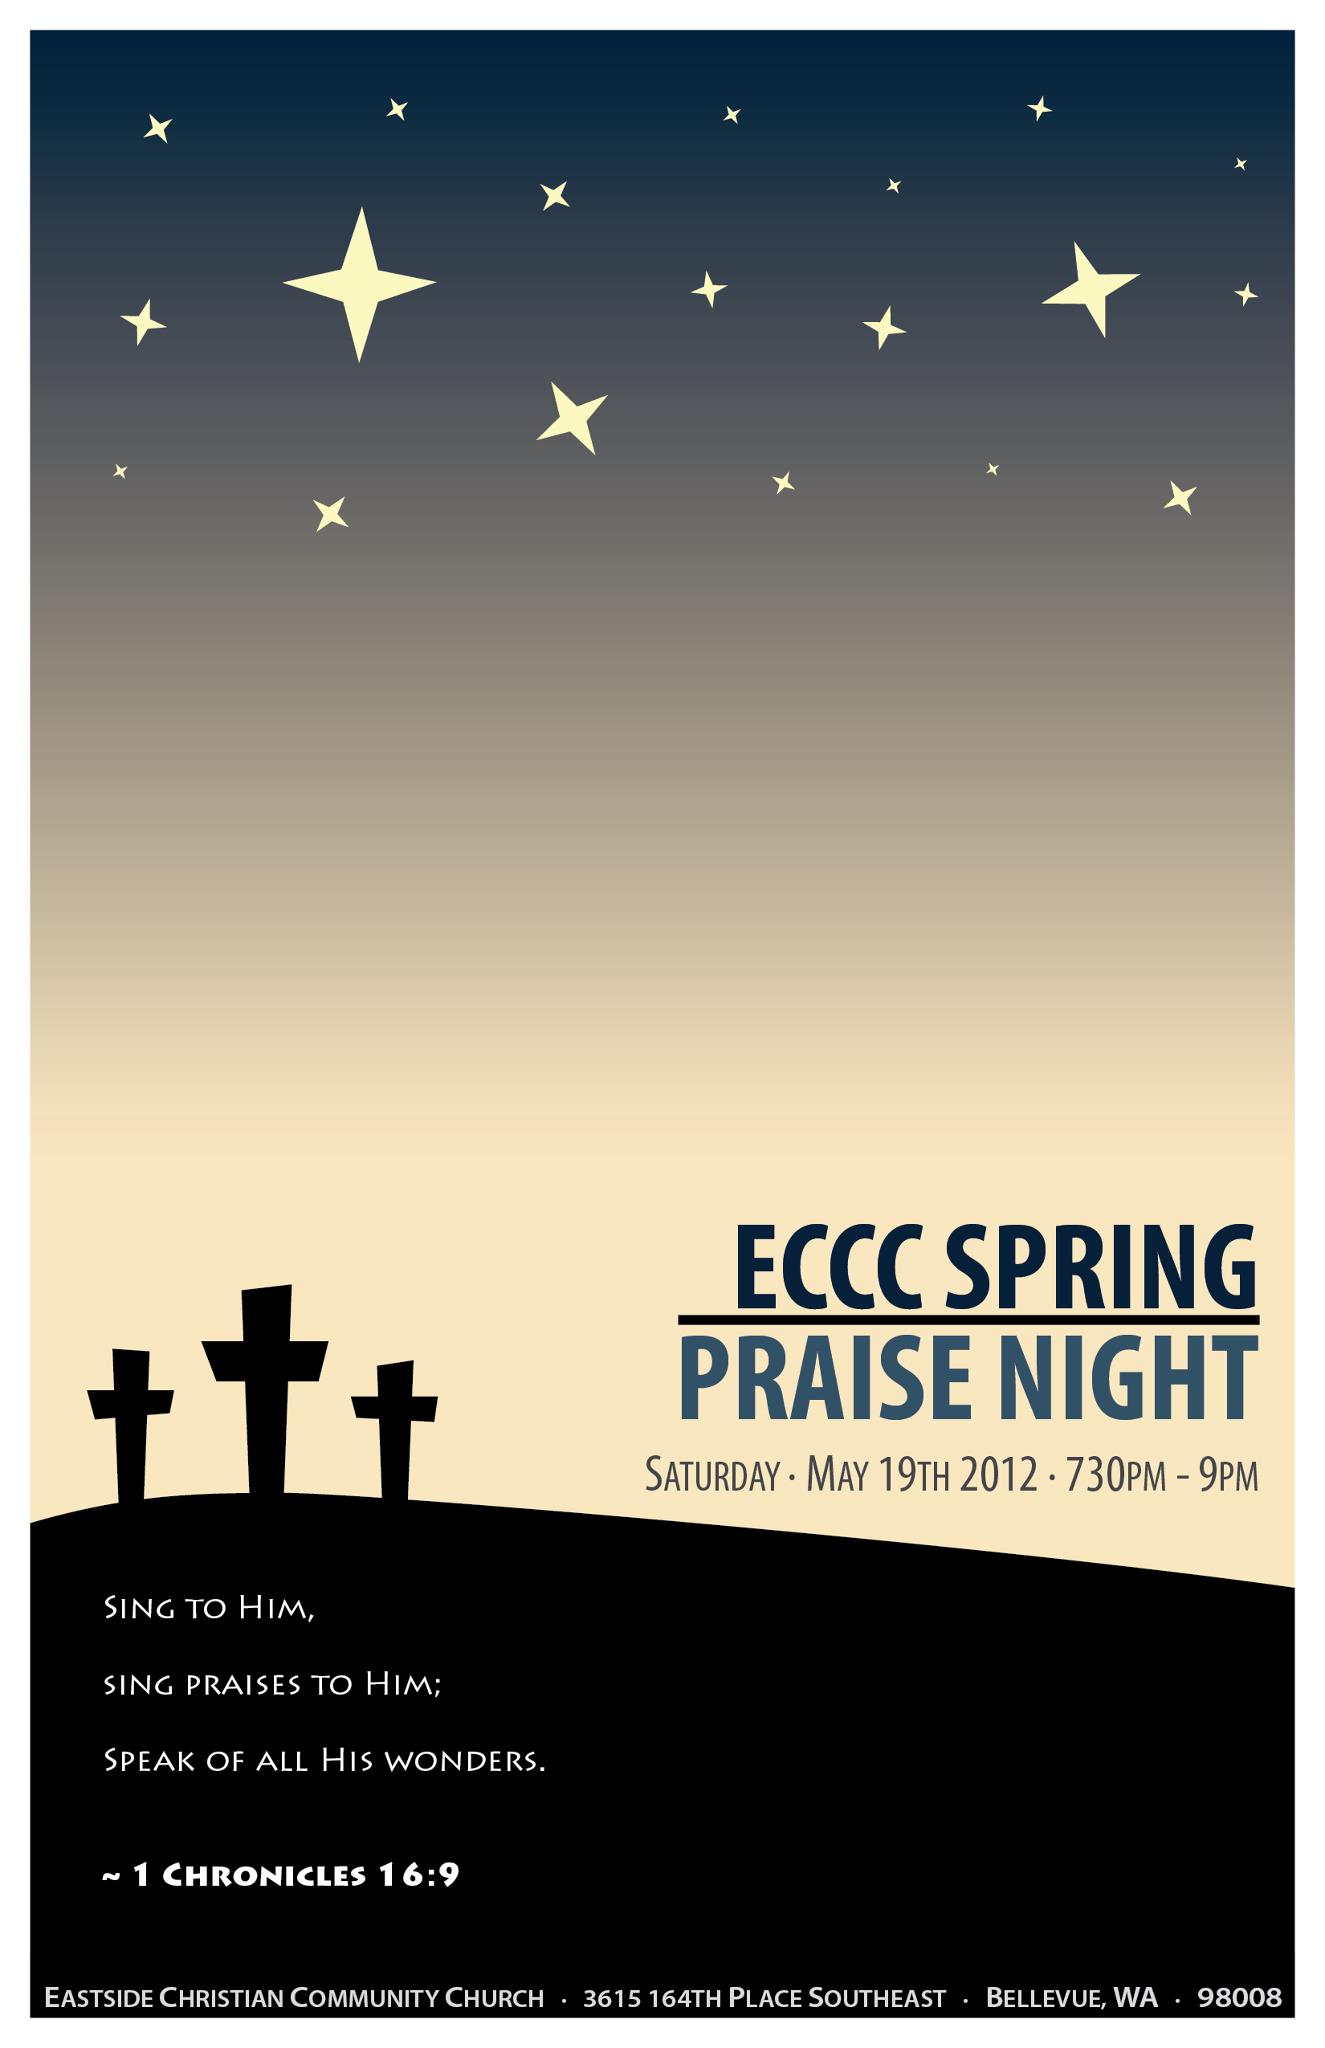 ECCC SPRING
PRAISE NIGHT
Saturday · May 19th 2012 · 730pm - 9pm
Sing to Him,
sing praises to Him;
Speak of all His wonders.
~ 1 Chronicles 16:9
Eastside Christian Community Church · 3615 164th Place Southeast · Bellevue, WA · 98008